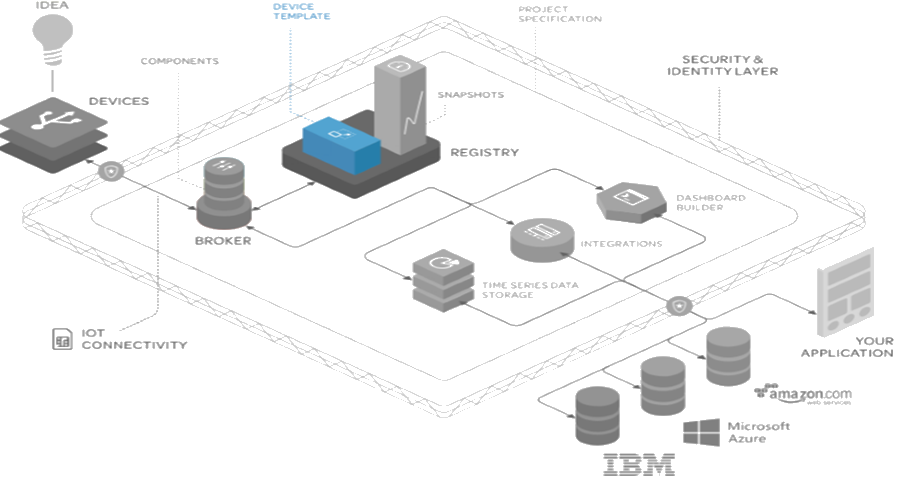 IDEA
DEVICE
TEMPLATE
PROJECT
SPECIFICATION
COMPONENTS
SECURITY &
IDENTITY LAYER
DEVICES
SNAPSHOTS
REGISTRY
DASHBOARD
BUILDER
BROKER
INTEGRATIONS
TIME SERIES DATA
STORAGE
IOT
CONNECTIVITY
YOUR
APPLICATION
amazon.com
web services
Microsoft
Azure
IBM